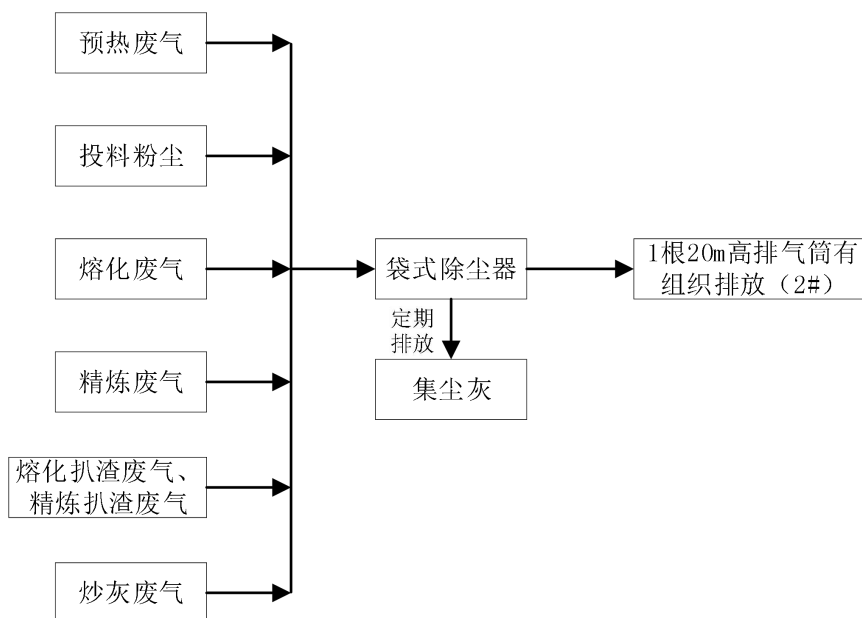 预热废气
投料粉尘
熔化废气
袋式除尘器
1根20m高排气筒有
组织排放（2#）
定期
排放
集尘灰
精炼废气
熔化扒渣废气、
精炼扒渣废气
炒灰废气